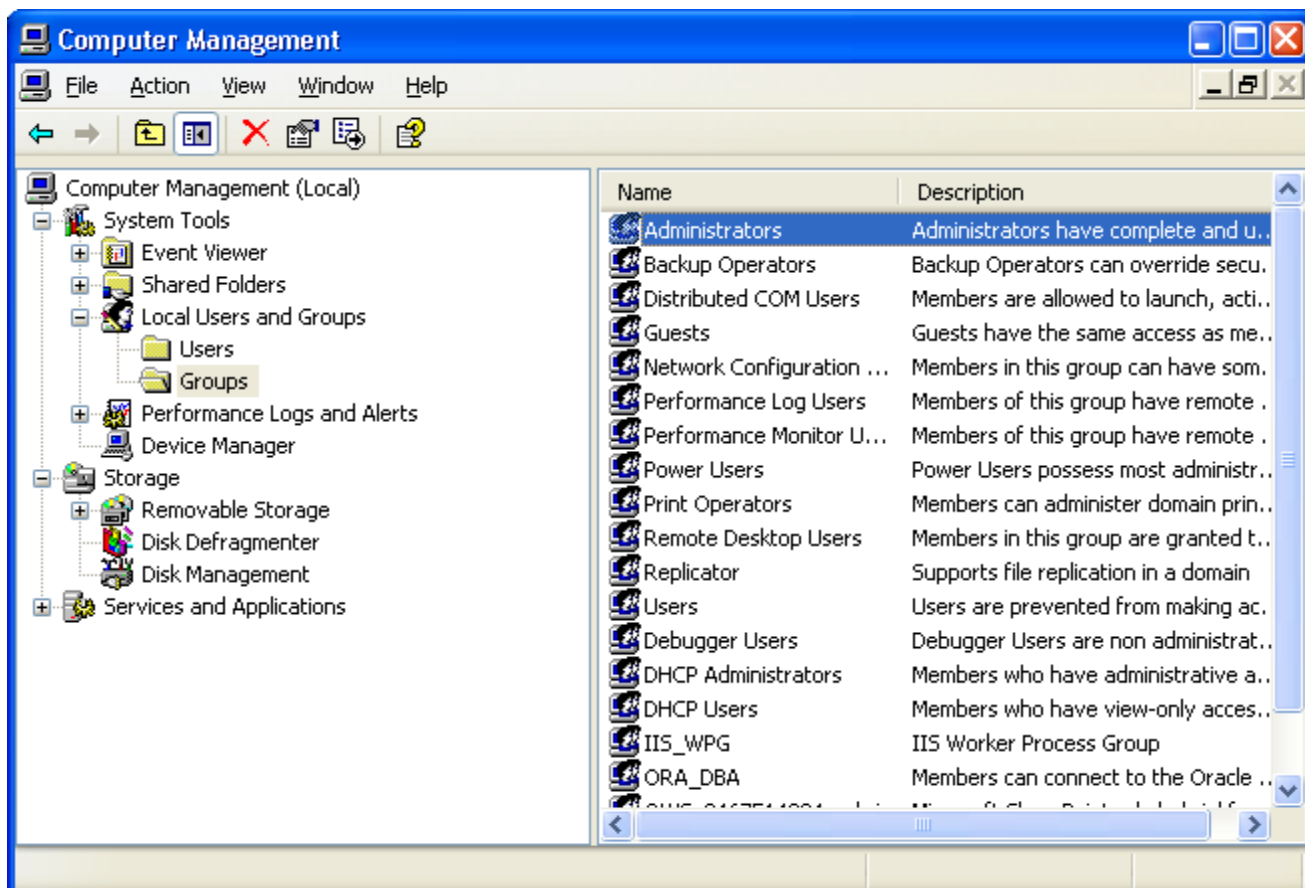 Computer Management
File Action View Window Help
Computer Management (Local)
System Tools
Event Viewer
Shared Folders
Local Users and Groups
Users
Groups
Performance Logs and Alerts
Device Manager
Storage
Removable Storage
Disk Defragmenter
Disk Management
Services and Applications
Name Description
Administrators Administrators have complete and u..
Backup Operators Backup Operators can override secu.
Distributed COM Users Members are allowed to launch, acti..
Guests Guests have the same access as me..
Network Configuration ... Members in this group can have som.
Performance Log Users Members of this group have remote .
Performance Monitor U... Members of this group have remote .
Power Users Power Users possess most administr..
Print Operators Members can administer domain prin..
Remote Desktop Users Members in this group are granted t..
Replicator Supports file replication in a domain
Users Users are prevented from making ac.
Debugger Users Debugger Users are non administrat..
DHCP Administrators Members who have administrative a..
DHCP Users Members who have view-only acces..
IIS_WPG IIS Worker Process Group
ORA_DBA Members can connect to the Oracle ..